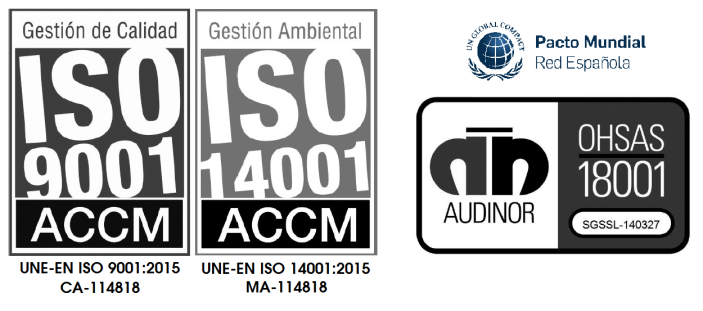 Gestión de Calidad
ISO
9001
ACCM
UNE-EN ISO 9001:2015
CA-114818
Gestión Ambiental
ISO
14001
ACCM
UNE-EN ISO 14001:2015
MA-114818
UN GLOBAL COMPACT
Pacto Mundial
Red Española
AUDINOR
OHSAS
18001
SGSSL-140327